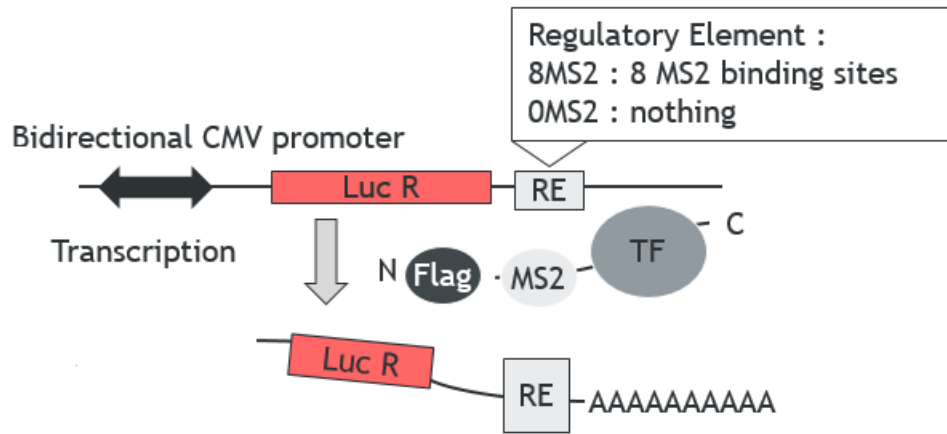 Regulatory Element :
8MS2 : 8 MS2 binding sites
0MS2 : nothing
Bidirectional CMV promoter
Luc R
RE
Transcription
N
Flag
MS2
TF
C
Luc R
RE
AAAAAAAAAA